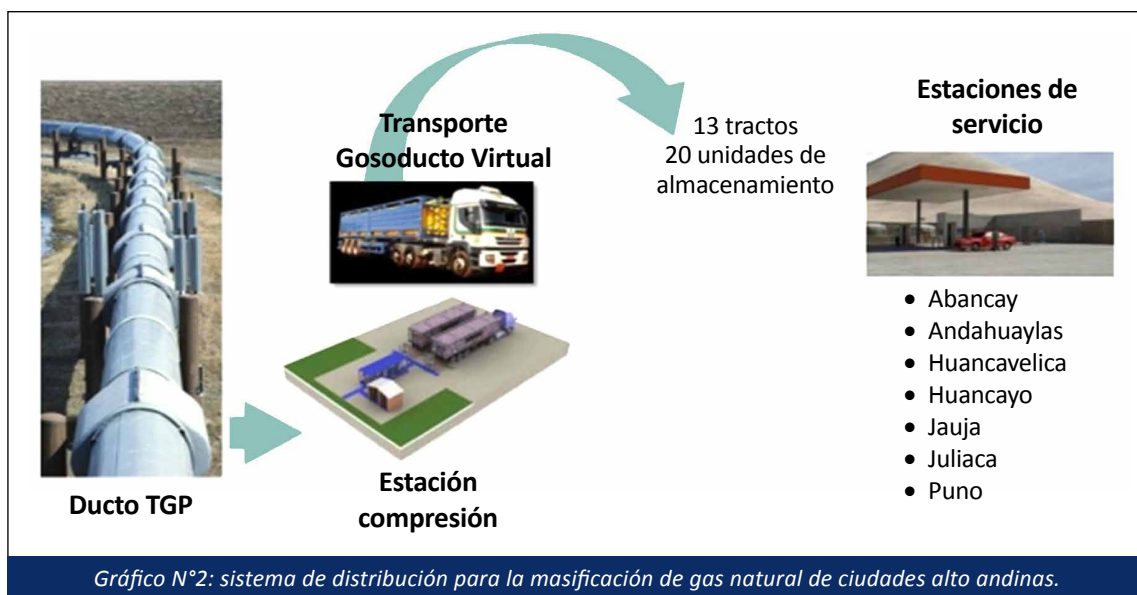 Ducto TGP
Transporte
Gosoducto Virtual
Estación
compresión
13 tractos
20 unidades de
almacenamiento
Estaciones de
servicio
• Abancay
• Andahuaylas
• Huancavelica
• Huancayo
• Jauja
• Juliaca
• Puno
Gráfico N°2: sistema de distribución para la masificación de gas natural de ciudades alto andinas.